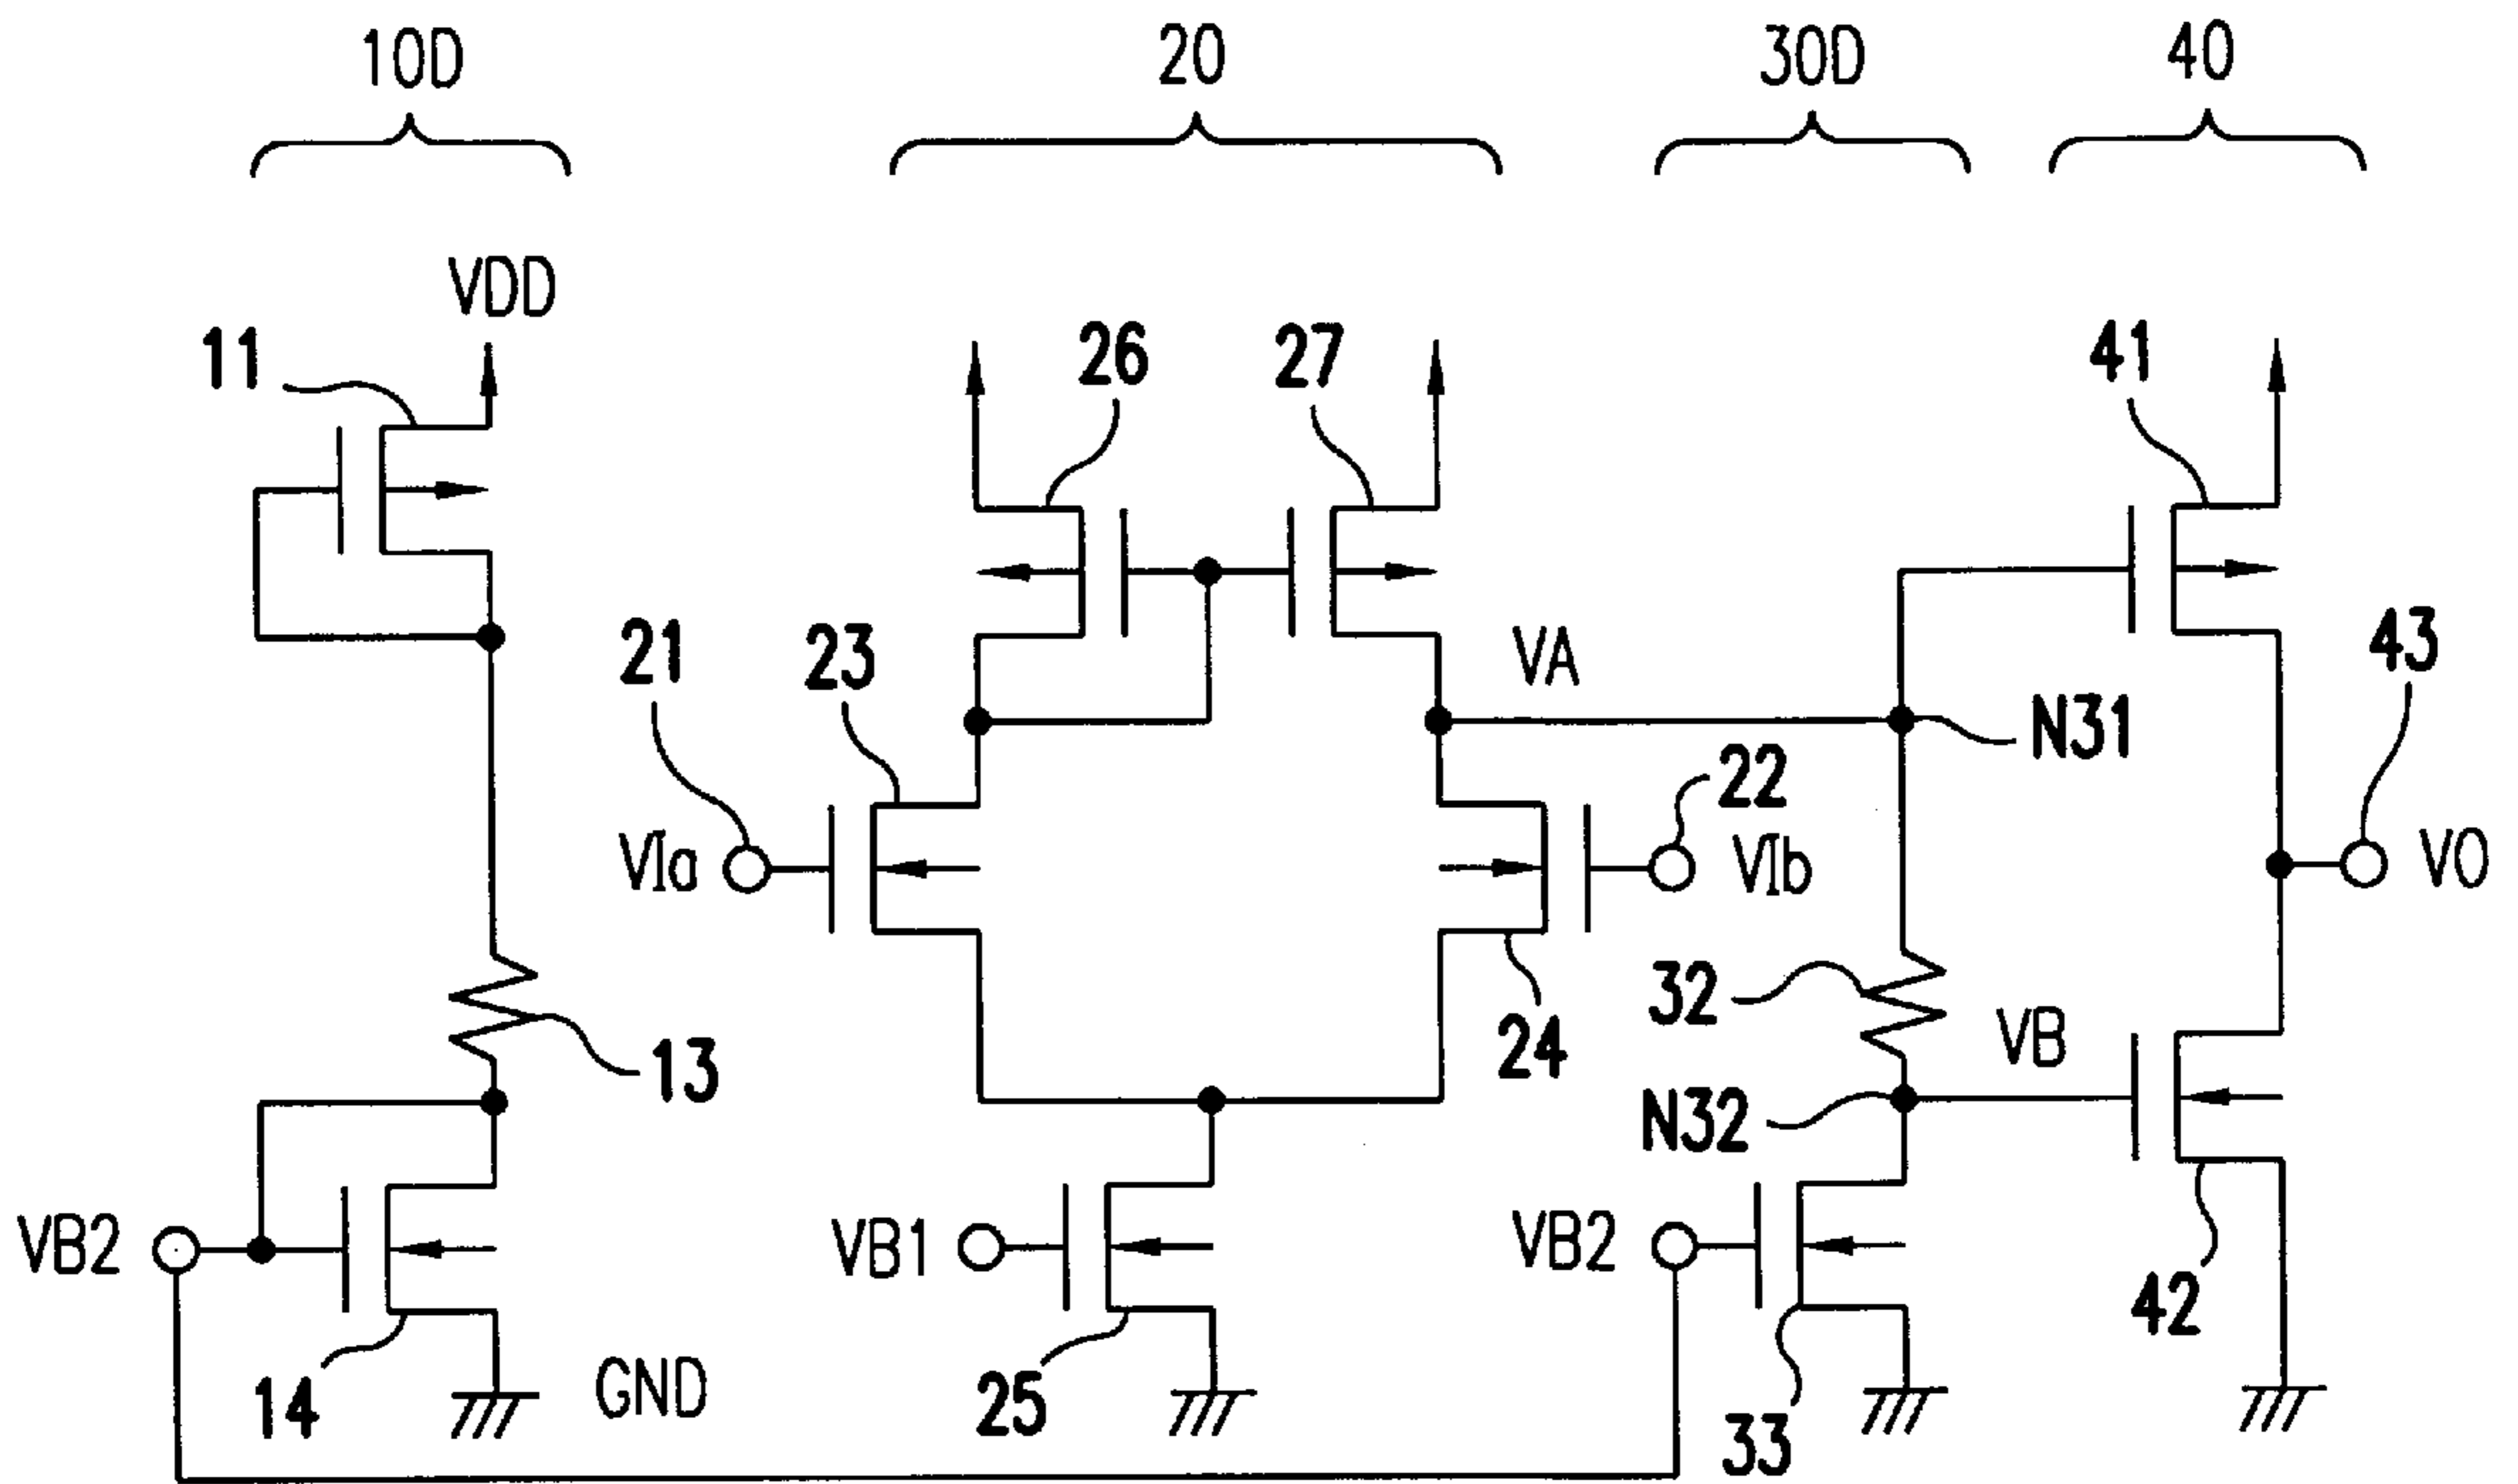 10D 20 30D 40
VDD
11 26 27 41
21 23 VA 43
N31
22
VIa VIb VO
32 VB
13 24
N32
VB2 VB1 VB2
42
14 GND 25
33